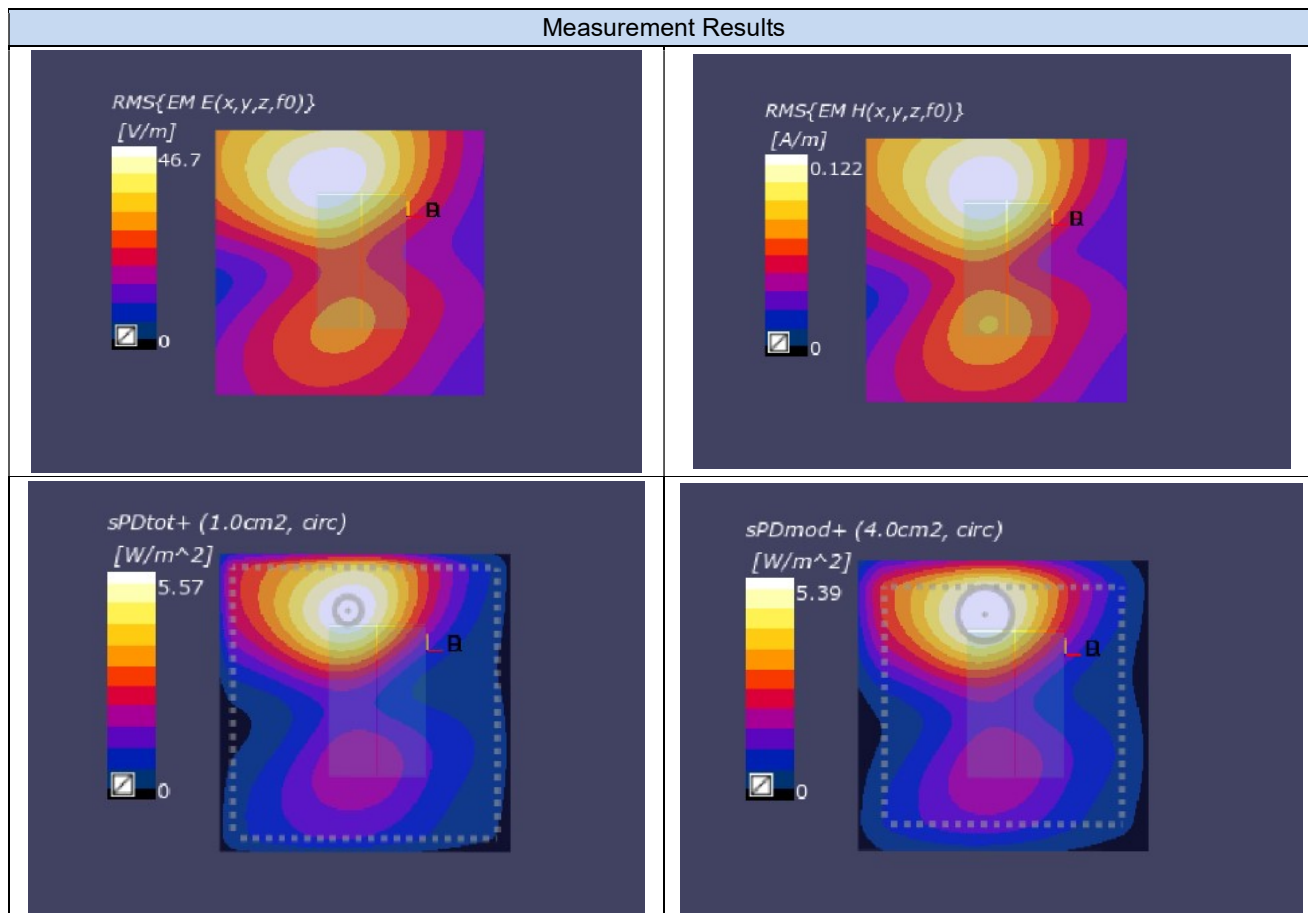 Measurement Results
RMS{EM E(x,y,z,f0)}
[V/m]
46.7
0
RMS{EM H(x,y,z,f0)}
[A/m]
0.122
0
sPDtot+ (1.0cm2, circ)
[W/m^2]
5.57
0
sPDmod+ (4.0cm2, circ)
[W/m^2]
5.39
0